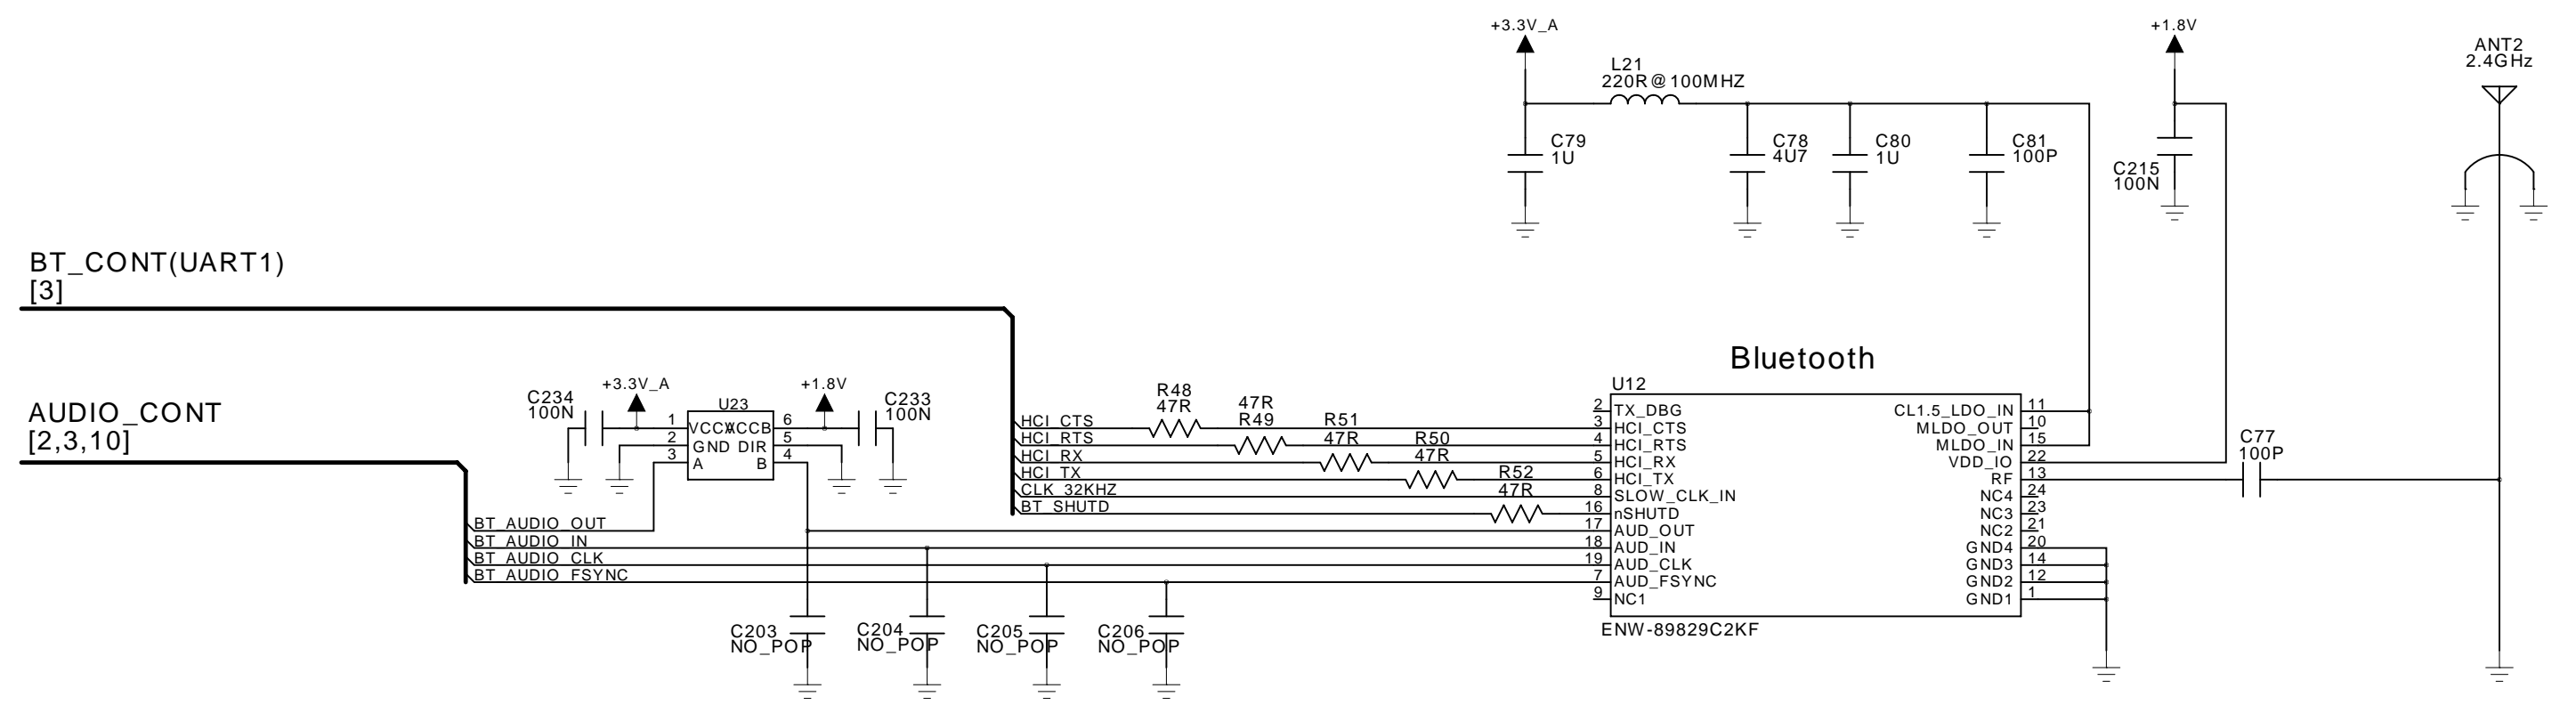 +3.3V_A
+1.8V
ANT2
2.4GHz
L21
220R@100MHZ
C79
1U
C78
4U7
C80
1U
C81
100P
C215
100N
BT_CONT(UART1)
[3]
AUDIO_CONT
[2,3,10]
C234
100N
+3.3V_A
+1.8V
C233
100N
U23
1 VCCA VCCB 6
2 GND DIR 5
3 A B 4
HCI_CTS
HCI_RTS
HCI_RX
HCI_TX
CLK_32KHZ
BT_SHUTD
BT_AUDIO_OUT
BT_AUDIO_IN
BT_AUDIO_CLK
BT_AUDIO_FSYNC
R48
47R
47R
R49
R51
47R
R50
47R
R52
47R
C203
NO_POP
C204
NO_POP
C205
NO_POP
C206
NO_POP
Bluetooth
U12
2 TX_DBG
3 HCI_CTS
4 HCI_RTS
5 HCI_RX
6 HCI_TX
8 SLOW_CLK_IN
16 nSHUTD
17 AUD_OUT
18 AUD_IN
19 AUD_CLK
7 AUD_FSYNC
9 NC1
CL1.5_LDO_IN 11
MLDO_OUT 10
MLDO_IN 15
VDD_IO 22
RF 13
NC4 24
NC3 23
NC2 21
GND4 20
GND3 14
GND2 12
GND1 1
ENW-89829C2KF
C77
100P